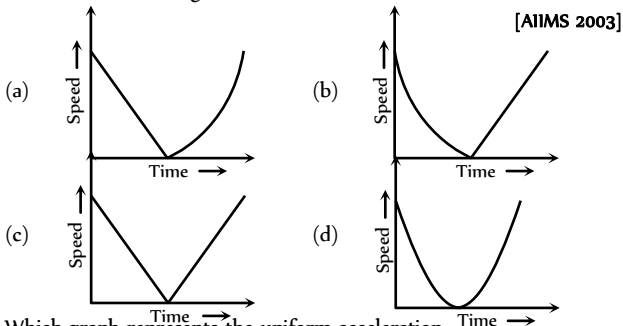 [AIIMS 2003]
(a) Speed Time
(b) Speed Time
(c) Speed Time
(d) Speed Time
Which graph represents the uniform acceleration